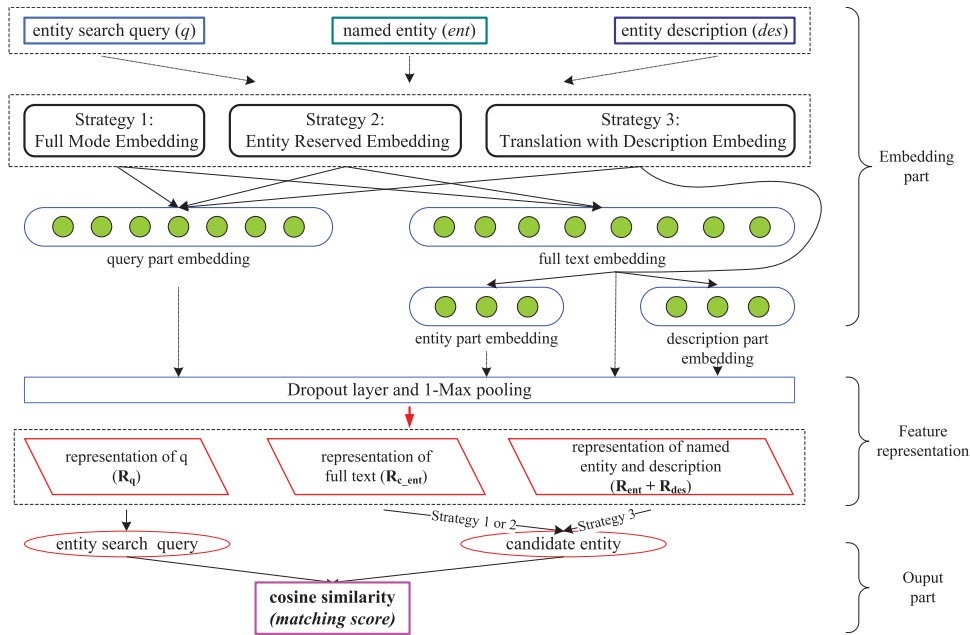 entity search query (q)
named entity (ent)
entity description (des)
Strategy 1:
Full Mode Embedding
Strategy 2:
Entity Reserved Embedding
Strategy 3:
Translation with Description Embeding
Embedding
part
query part embedding
full text embedding
entity part embedding
description part
embedding
Dropout layer and 1-Max pooling
representation of q
(Rq)
representation of
full text (Rc_ent)
representation of named
entity and description
(Rent + Rdes)
Feature
representation
Strategy 1 or 2
Strategy 3
entity search query
candidate entity
cosine similarity
(matching score)
Ouput
part